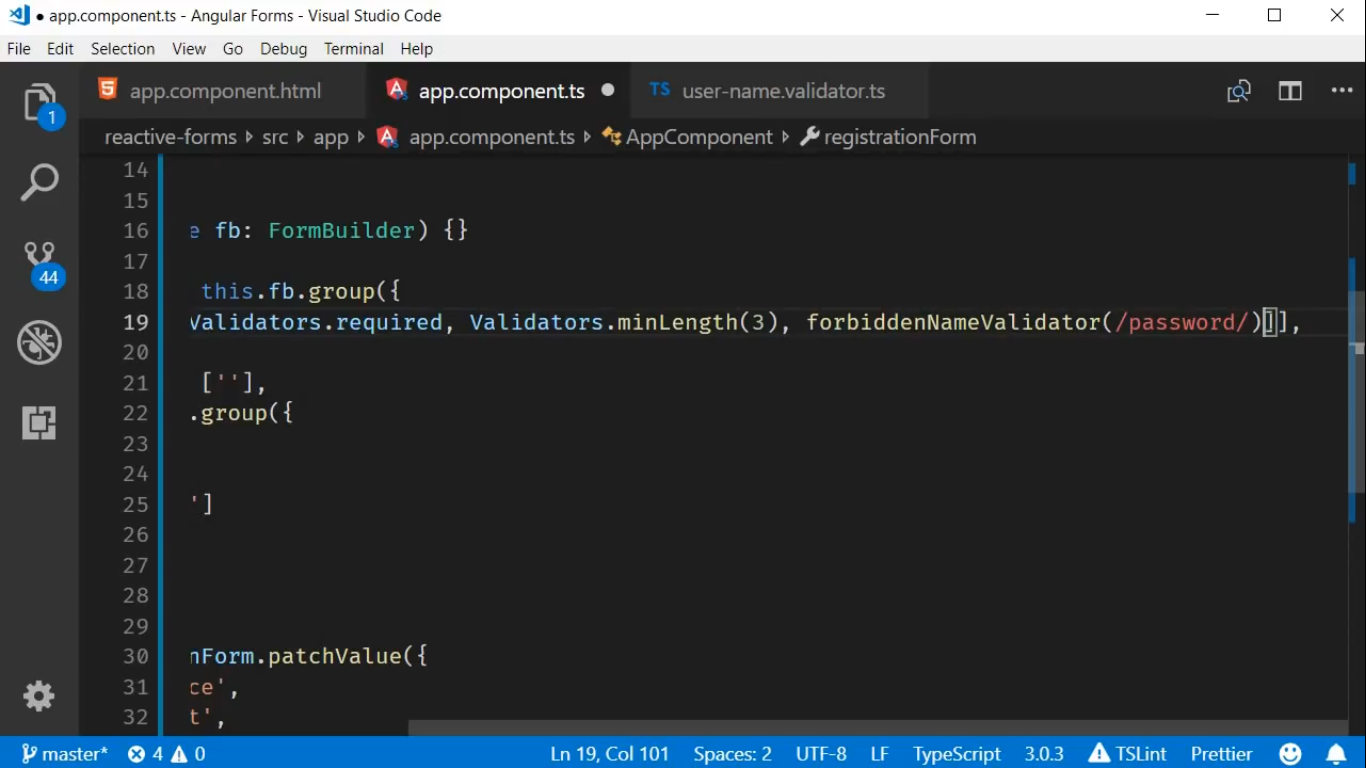 app.component.ts - Angular Forms - Visual Studio Code
File Edit Selection View Go Debug Terminal Help
app.component.html app.component.ts TS user-name.validator.ts
1
reactive-forms src app app.component.ts AppComponent registrationForm
14
15
16 e fb: FormBuilder) {}
17
18 this.fb.group({
19 Validators.required, Validators.minLength(3), forbiddenNameValidator(/password/)]],
20
21 [''],
22 .group({
23
24
25 ']
26
27
28
29
30 nForm.patchValue({
31 ce',
32 t',
44
master* 4 0 Ln 19, Col 101 Spaces: 2 UTF-8 LF TypeScript 3.0.3 TSLint Prettier